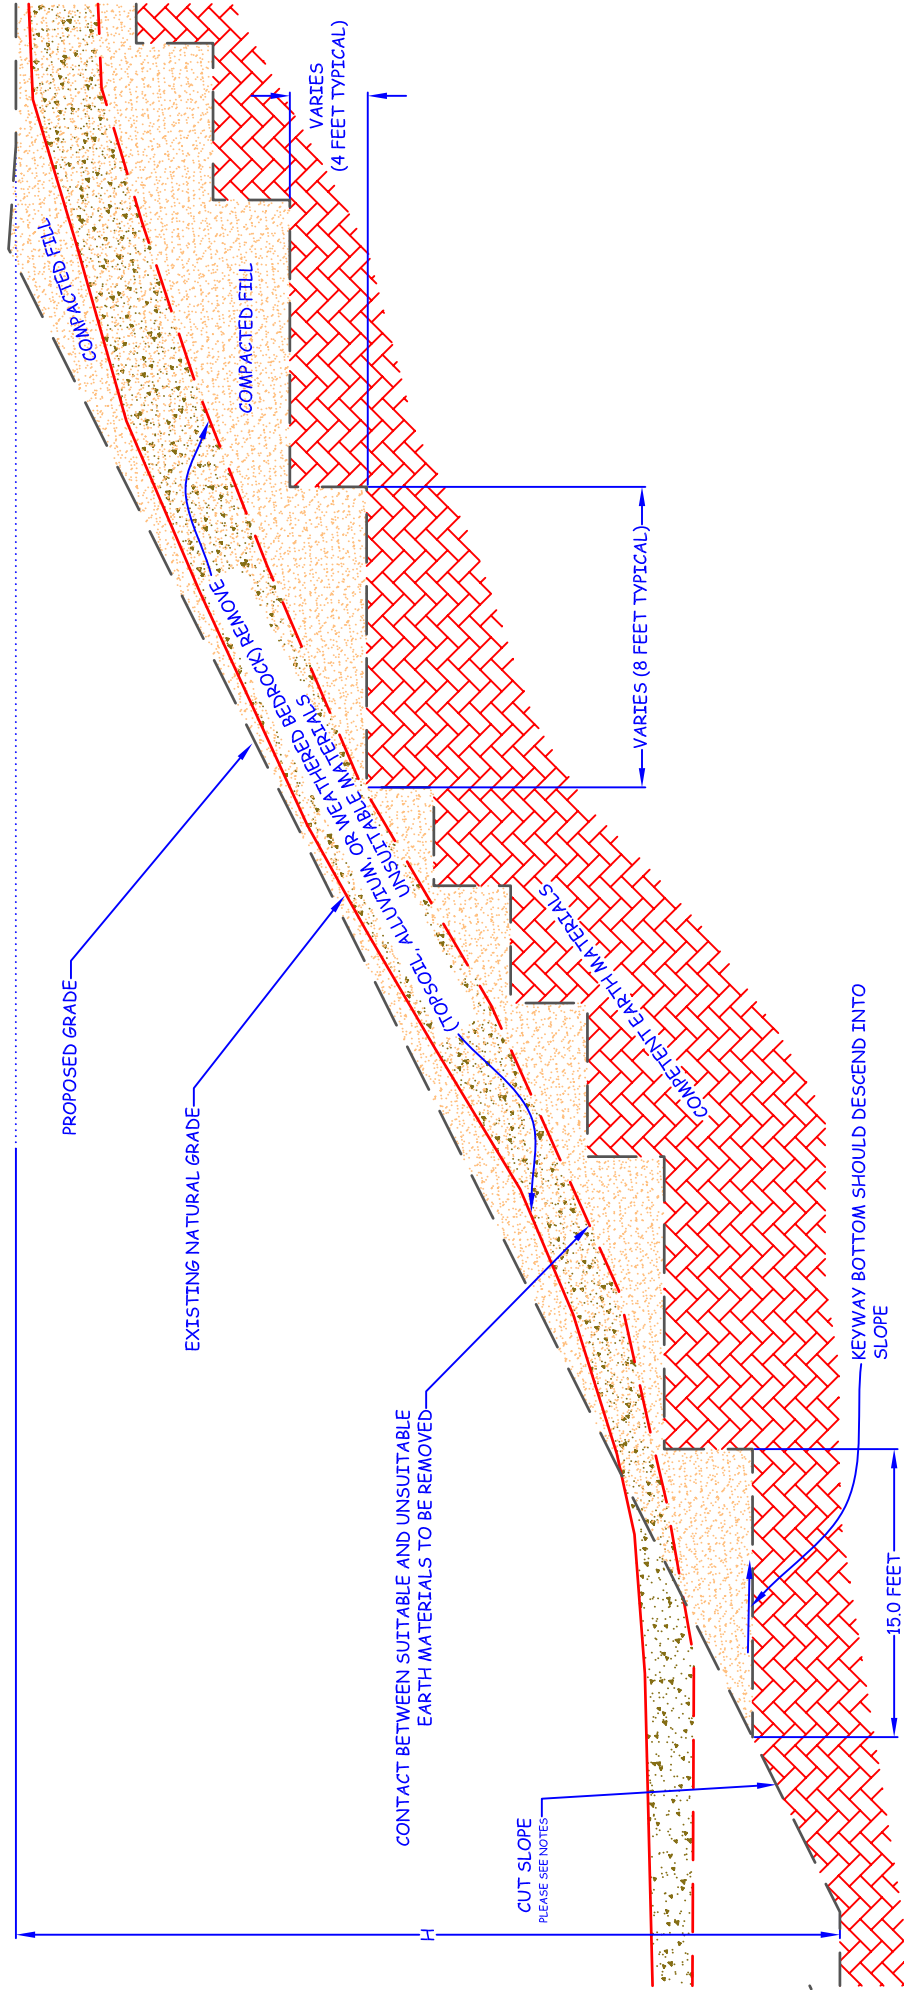 PROPOSED GRADE
EXISTING NATURAL GRADE
CONTACT BETWEEN SUITABLE AND UNSUITABLE
EARTH MATERIALS TO BE REMOVED
CUT SLOPE
PLEASE SEE NOTES
H
COMPACTED FILL
COMPACTED FILL
(TOPSOIL, ALLUVIUM, OR WEATHERED BEDROCK) REMOVE
UNSUITABLE MATERIALS
COMPETENT EARTH MATERIALS
VARIES
(4 FEET TYPICAL)
VARIES (8 FEET TYPICAL)
KEYWAY BOTTOM SHOULD DESCEND INTO
SLOPE
15.0 FEET